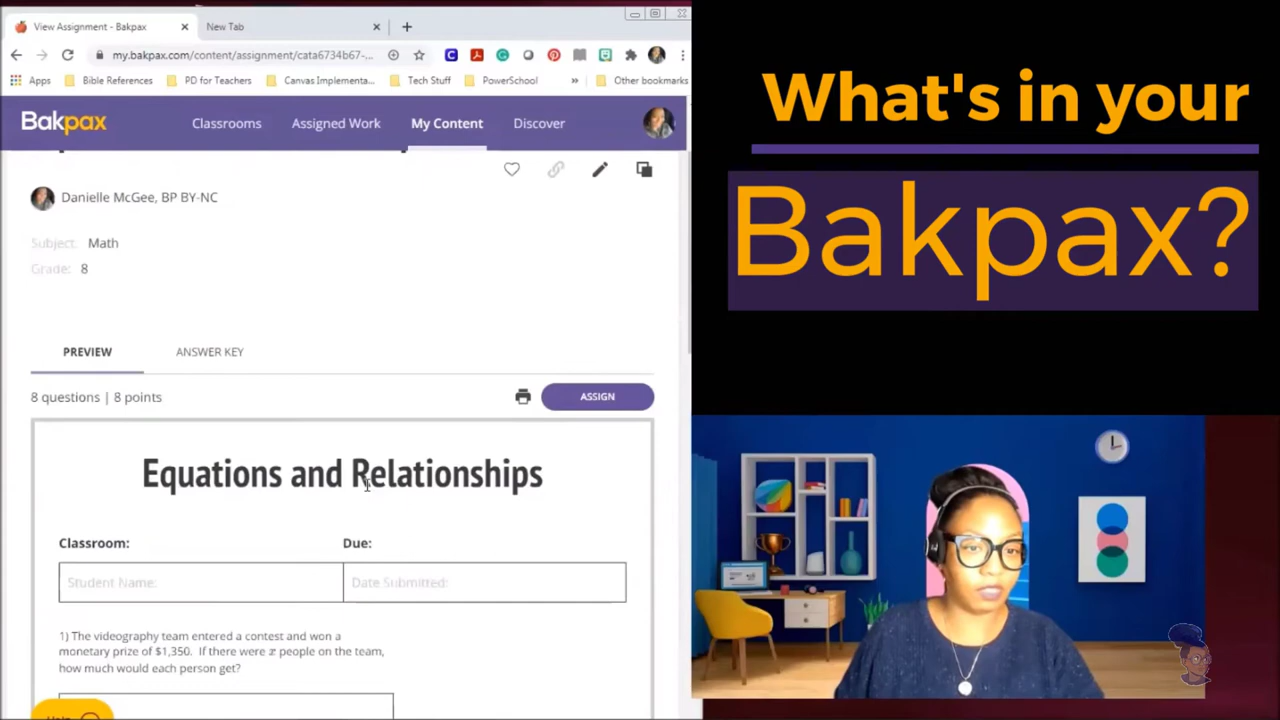 View Assignment - Bakpax
New Tab
my.bakpax.com/content/assignment/cata6734b67-...
Apps
Bible References
PD for Teachers
Canvas Implementa...
Tech Stuff
PowerSchool
»
Other bookmarks
Bakpax
Classrooms
Assigned Work
My Content
Discover
Danielle McGee, BP BY-NC
Subject: Math
Grade: 8
PREVIEW
ANSWER KEY
8 questions | 8 points
ASSIGN
Equations and Relationships
Classroom:
Due:
Student Name:
Date Submitted:
1) The videography team entered a contest and won a
monetary prize of $1,350. If there were x people on the team,
how much would each person get?
What's in your
Bakpax?